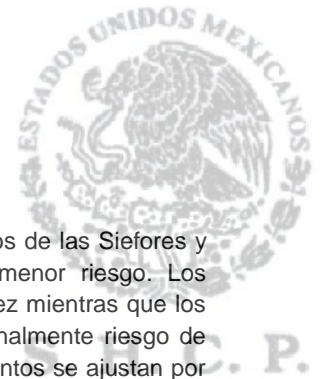 ESTADOS UNIDOS MEXICANOS
os de las Siefores y
menor riesgo. Los
ez mientras que los
nalmente riesgo de
S. H. C. P.
ntos se ajustan por